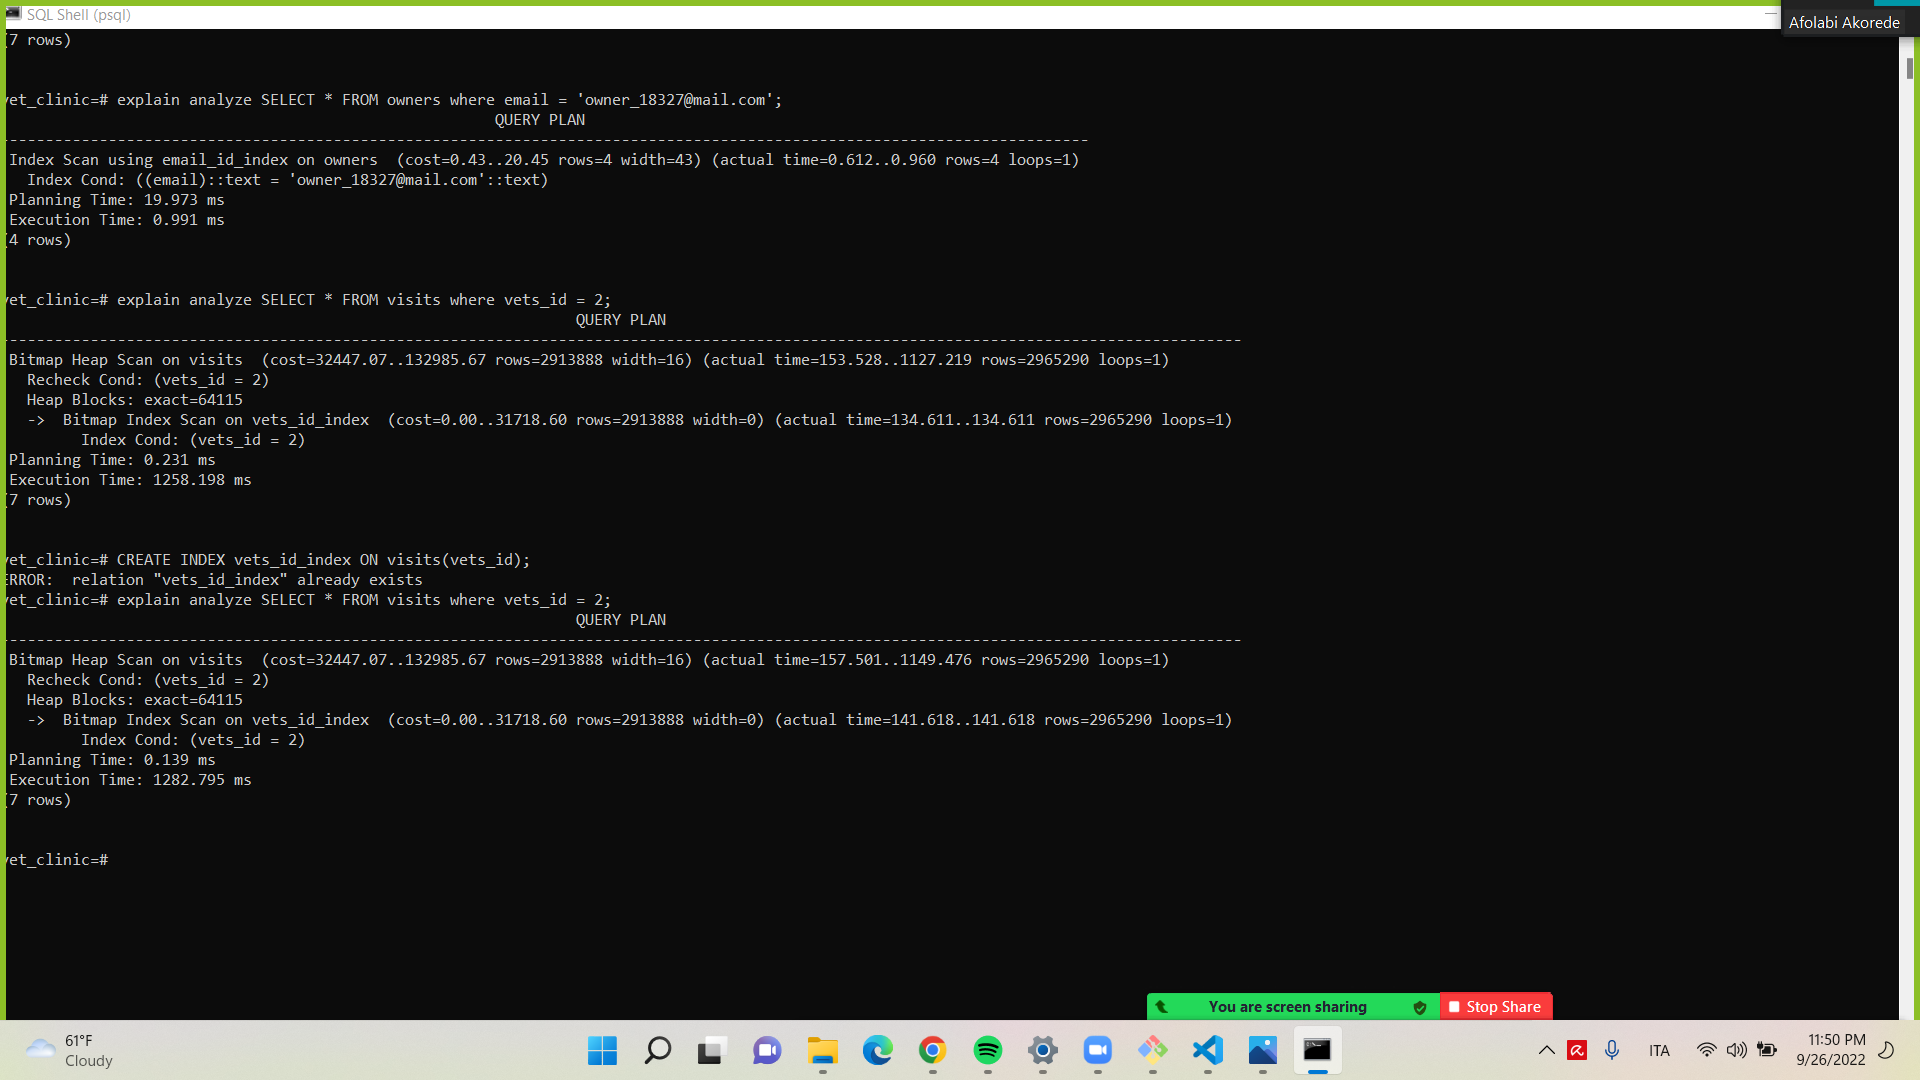 SQL Shell (psql)
Afolabi Akorede
(7 rows)
vet_clinic=# explain analyze SELECT * FROM owners where email = 'owner_18327@mail.com';
QUERY PLAN
------------------------------------------------------------------------------------------------------------------------
Index Scan using email_id_index on owners  (cost=0.43..20.45 rows=4 width=43) (actual time=0.612..0.960 rows=4 loops=1)
Index Cond: ((email)::text = 'owner_18327@mail.com'::text)
Planning Time: 19.973 ms
Execution Time: 0.991 ms
(4 rows)
vet_clinic=# explain analyze SELECT * FROM visits where vets_id = 2;
QUERY PLAN
-----------------------------------------------------------------------------------------------------------------------------------------
Bitmap Heap Scan on visits  (cost=32447.07..132985.67 rows=2913888 width=16) (actual time=153.528..1127.219 rows=2965290 loops=1)
Recheck Cond: (vets_id = 2)
Heap Blocks: exact=64115
->  Bitmap Index Scan on vets_id_index  (cost=0.00..31718.60 rows=2913888 width=0) (actual time=134.611..134.611 rows=2965290 loops=1)
Index Cond: (vets_id = 2)
Planning Time: 0.231 ms
Execution Time: 1258.198 ms
(7 rows)
vet_clinic=# CREATE INDEX vets_id_index ON visits(vets_id);
ERROR:  relation "vets_id_index" already exists
vet_clinic=# explain analyze SELECT * FROM visits where vets_id = 2;
QUERY PLAN
-----------------------------------------------------------------------------------------------------------------------------------------
Bitmap Heap Scan on visits  (cost=32447.07..132985.67 rows=2913888 width=16) (actual time=157.501..1149.476 rows=2965290 loops=1)
Recheck Cond: (vets_id = 2)
Heap Blocks: exact=64115
->  Bitmap Index Scan on vets_id_index  (cost=0.00..31718.60 rows=2913888 width=0) (actual time=141.618..141.618 rows=2965290 loops=1)
Index Cond: (vets_id = 2)
Planning Time: 0.139 ms
Execution Time: 1282.795 ms
(7 rows)
vet_clinic=#
You are screen sharing
Stop Share
61°F
Cloudy
ITA
11:50 PM
9/26/2022